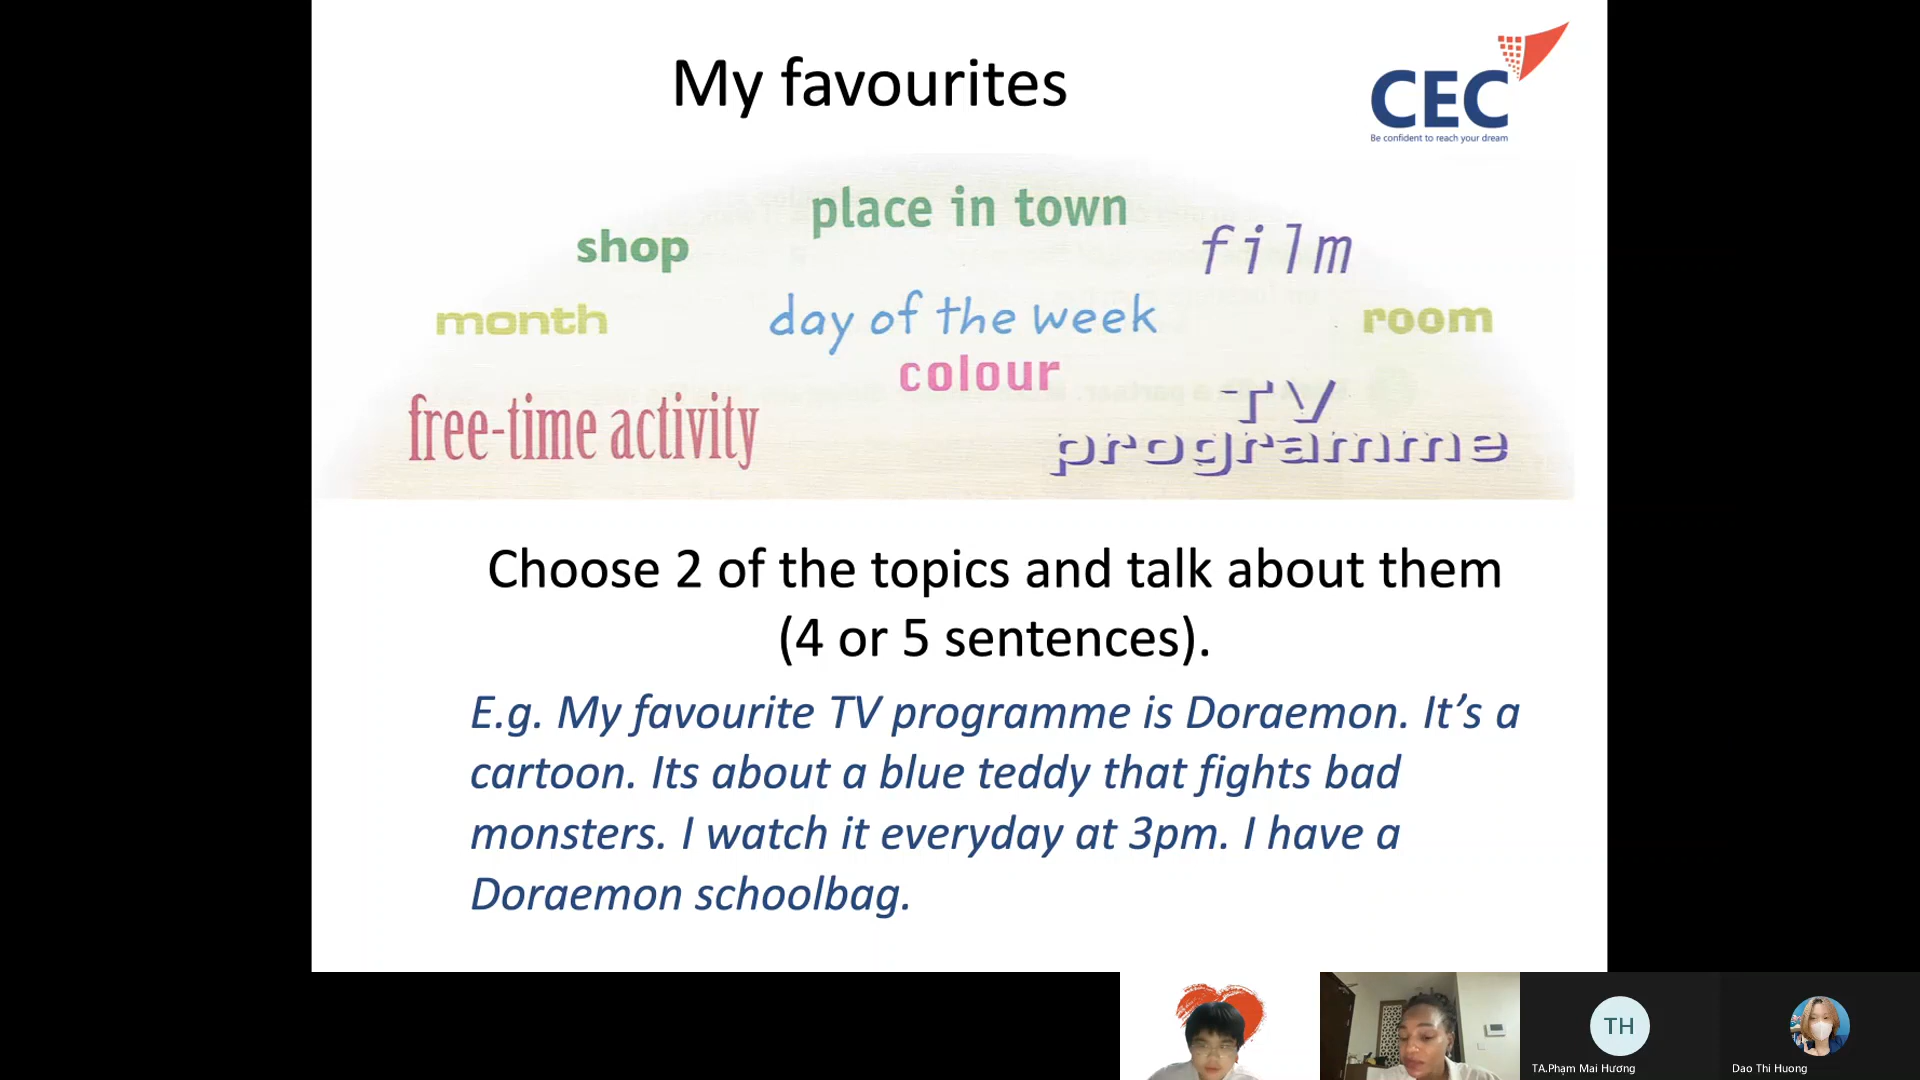 My favourites
CEC
Be confident to reach your dream
place in town
shop
film
month
day of the week
room
colour
free-time activity
TV
programme
Choose 2 of the topics and talk about them
(4 or 5 sentences).
E.g. My favourite TV programme is Doraemon. It’s a
cartoon. Its about a blue teddy that fights bad
monsters. I watch it everyday at 3pm. I have a
Doraemon schoolbag.
TH
TA.Phạm Mai Hương
Dao Thi Huong